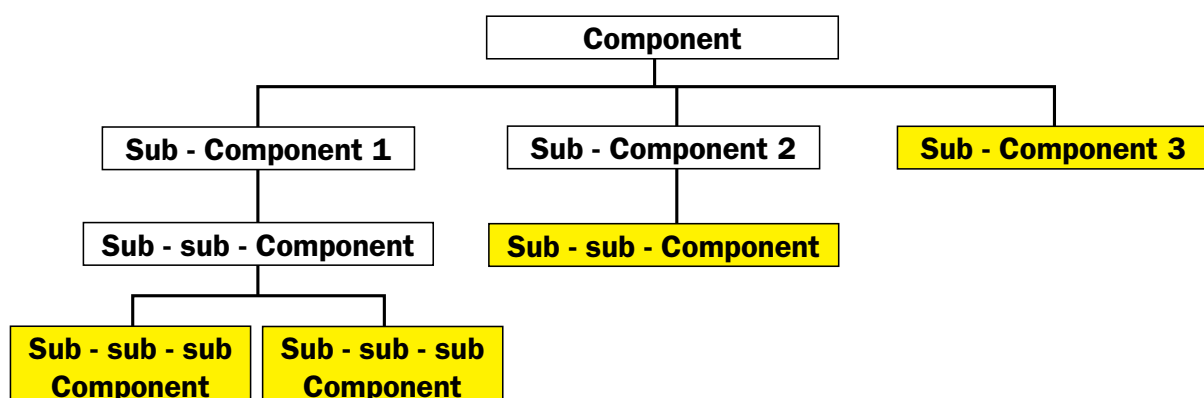 Component
Sub - Component 1
Sub - Component 2
Sub - Component 3
Sub - sub - Component
Sub - sub - Component
Sub - sub - sub
Component
Sub - sub - sub
Component